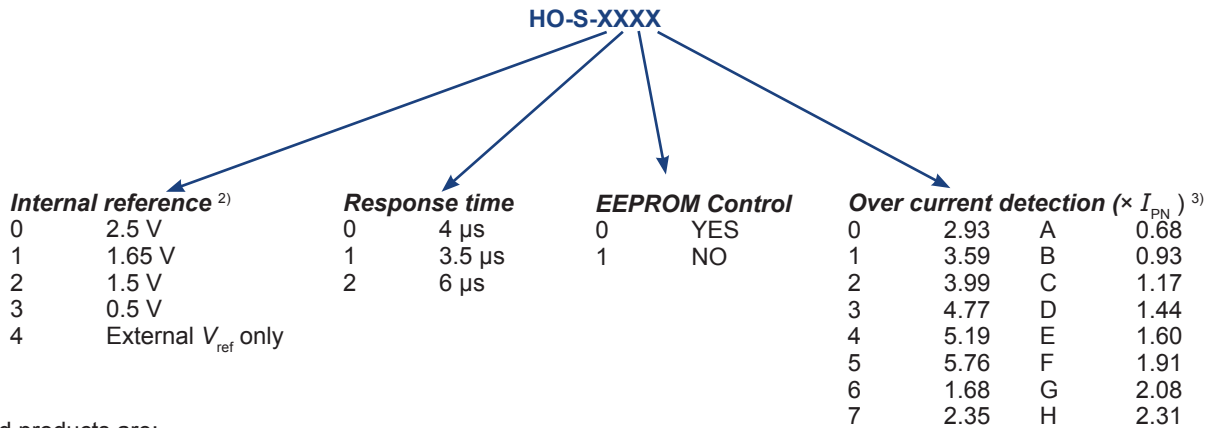 HO-S-XXXX
Internal reference 2)
0 2.5 V
1 1.65 V
2 1.5 V
3 0.5 V
4 External Vref only
Response time
0 4 µs
1 3.5 µs
2 6 µs
EEPROM Control
0 YES
1 NO
Over current detection (× IPN ) 3)
0 2.93 A 0.68
1 3.59 B 0.93
2 3.99 C 1.17
3 4.77 D 1.44
4 5.19 E 1.60
5 5.76 F 1.91
6 1.68 G 2.08
7 2.35 H 2.31
products are: